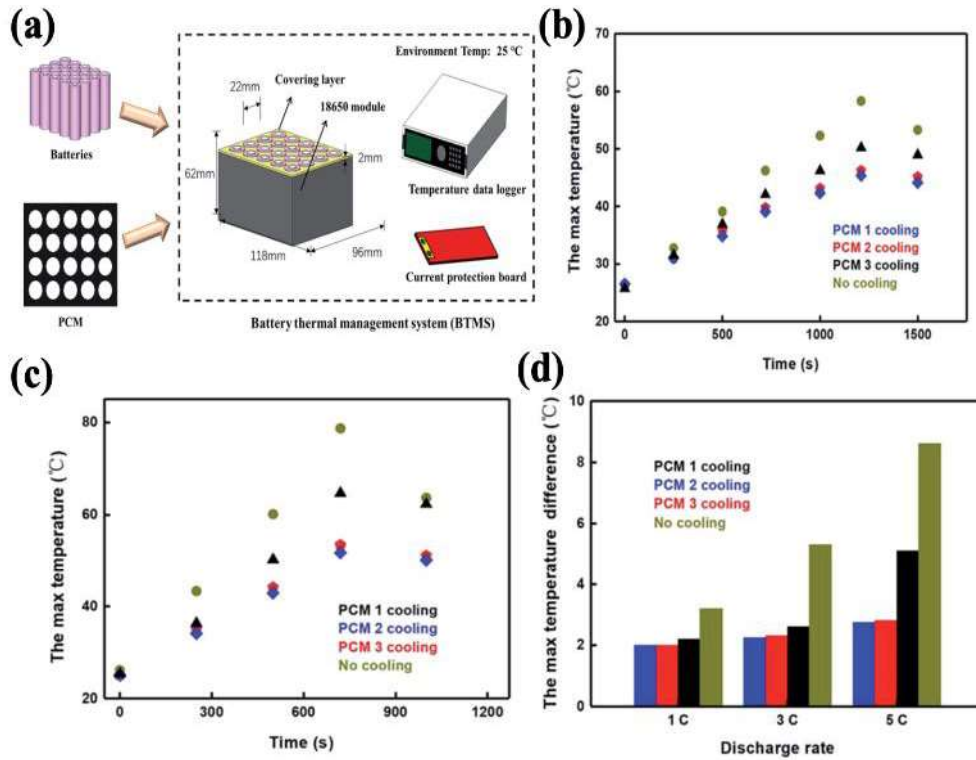 (a)
Batteries
PCM
Environment Temp: 25 °C
Covering layer
22mm
18650 module
62mm
2mm
118mm
96mm
Temperature data logger
Current protection board
Battery thermal management system (BTMS)
(b)
The max temperature (℃)
70
60
50
40
30
20
PCM 1 cooling
PCM 2 cooling
PCM 3 cooling
No cooling
0 500 1000 1500
Time (s)
(c)
The max temperature (℃)
80
60
40
20
PCM 1 cooling
PCM 2 cooling
PCM 3 cooling
No cooling
0 300 600 900 1200
Time (s)
(d)
The max temperature difference (℃)
10
8
6
4
2
0
PCM 1 cooling
PCM 2 cooling
PCM 3 cooling
No cooling
1 C 3 C 5 C
Discharge rate